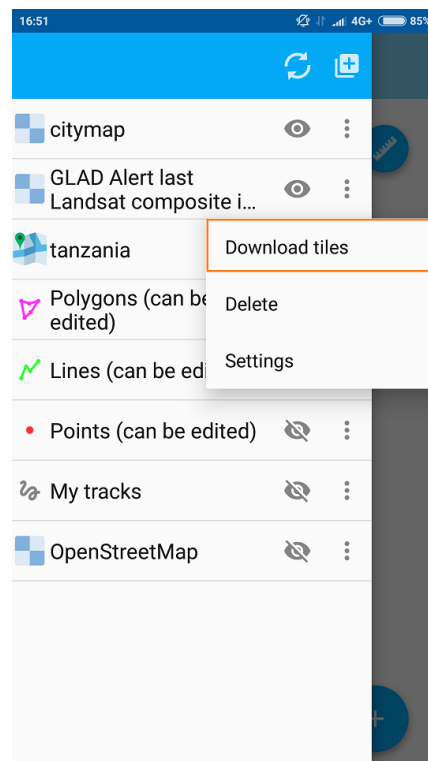 16:51 4G+ 85%
citymap
GLAD Alert last
Landsat composite i...
tanzania
Download tiles
Polygons (can be
edited)
Delete
Lines (can be edi
Settings
Points (can be edited)
My tracks
OpenStreetMap